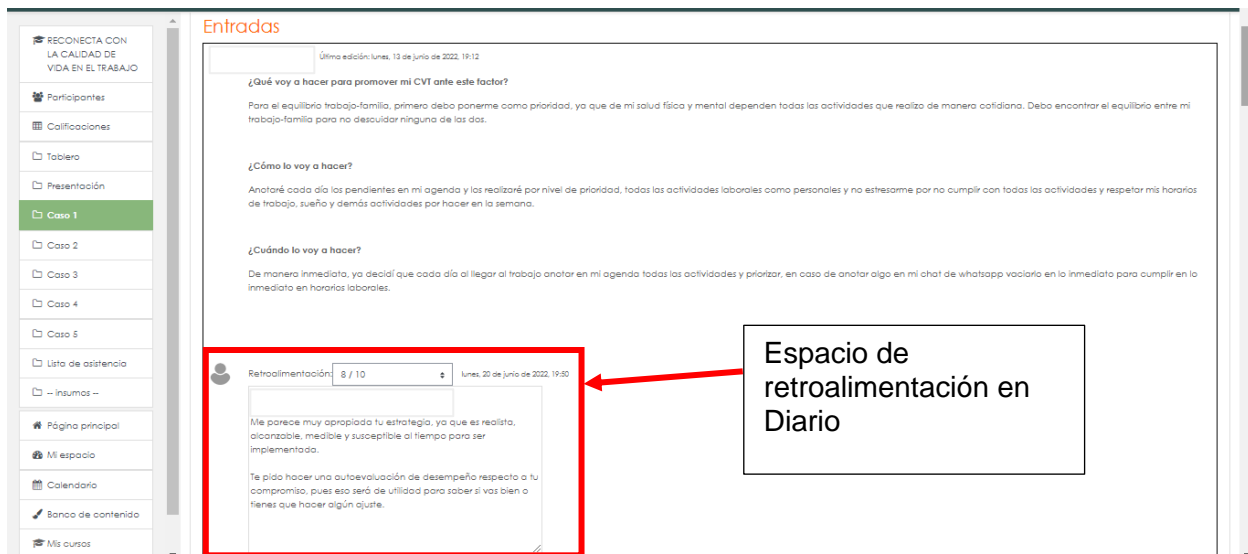 RECONECTA CON
LA CALIDAD DE
VIDA EN EL TRABAJO
Participantes
Calificaciones
Tablero
Presentación
Caso 1
Caso 2
Caso 3
Caso 4
Caso 5
Lista de asistencia
-- insumos --
Página principal
Mi espacio
Calendario
Banco de contenido
Mis cursos
Entradas
Última edición: lunes, 13 de junio de 2022, 19:12
¿Qué voy a hacer para promover mi CVT ante este factor?
Para el equilibrio trabajo-familia, primero debo ponerme como prioridad, ya que de mi salud física y mental dependen todas las actividades que realizo de manera cotidiana. Debo encontrar el equilibrio entre mi
trabajo-familia para no descuidar ninguna de las dos.
¿Cómo lo voy a hacer?
Anotaré cada día los pendientes en mi agenda y los realizaré por nivel de prioridad, todas las actividades laborales como personales y no estresarme por no cumplir con todas las actividades y respetar mis horarios
de trabajo, sueño y demás actividades por hacer en la semana.
¿Cuándo lo voy a hacer?
De manera inmediata, ya decidí que cada día al llegar al trabajo anotar en mi agenda todas las actividades y priorizar, en caso de anotar algo en mi chat de whatsapp vaciarlo en lo inmediato para cumplir en lo
inmediato en horarios laborales.
Retroalimentación: 8 / 10 lunes, 20 de junio de 2022, 19:50
Me parece muy apropiada tu estrategia, ya que es realista,
alcanzable, medible y susceptible al tiempo para ser
implementada.
Te pido hacer una autoevaluación de desempeño respecto a tu
compromiso, pues eso será de utilidad para saber si vas bien o
tienes que hacer algún ajuste.
Espacio de
retroalimentación en
Diario